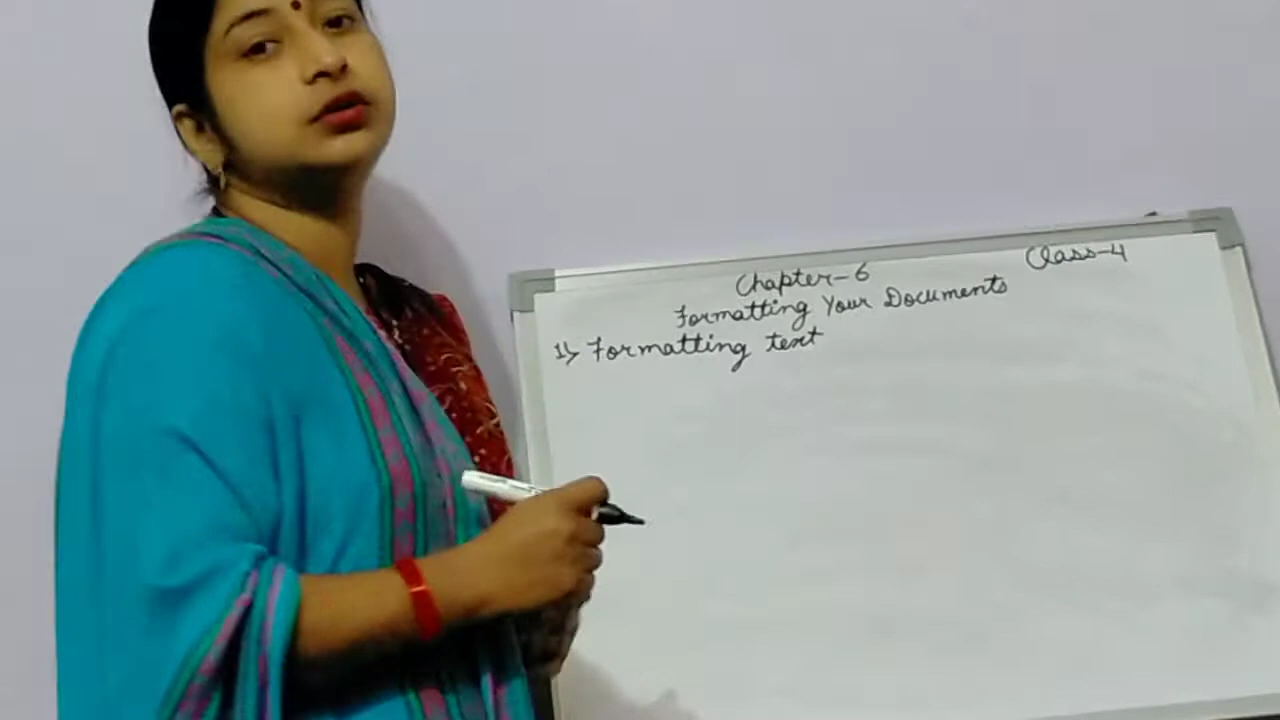 Class-4
Chapter-6
Formatting Your Documents
1> Formatting text